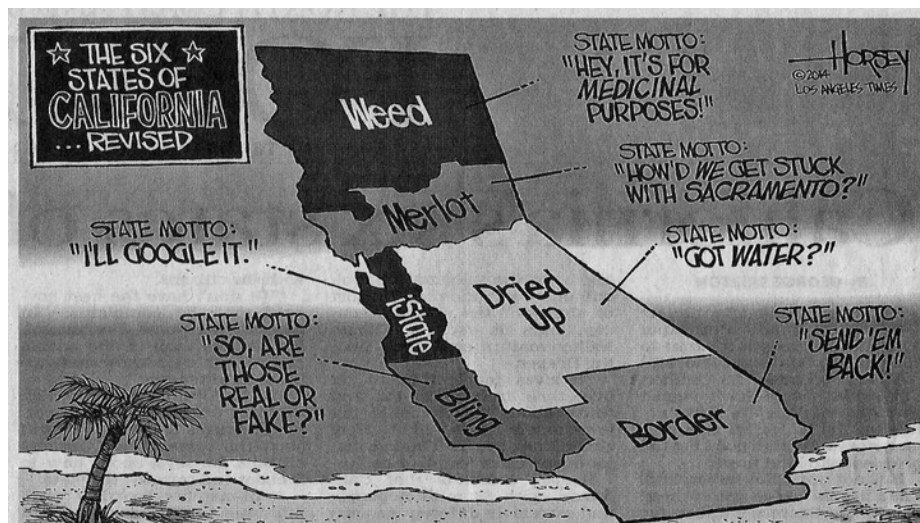 THE SIX
STATES OF
CALIFORNIA
...REVISED
STATE MOTTO:
"HEY, IT'S FOR
MEDICINAL
PURPOSES!"
HORSEY
©2014
LOS ANGELES TIMES
Weed
STATE MOTTO:
"HOW'D WE GET STUCK
WITH SACRAMENTO?"
Merlot
STATE MOTTO:
"I'LL GOOGLE IT."
STATE MOTTO:
"GOT WATER?"
iState
Dried
Up
STATE MOTTO:
"SO, ARE
THOSE
REAL OR
FAKE?"
Bling
STATE MOTTO:
"SEND 'EM
BACK!"
Border